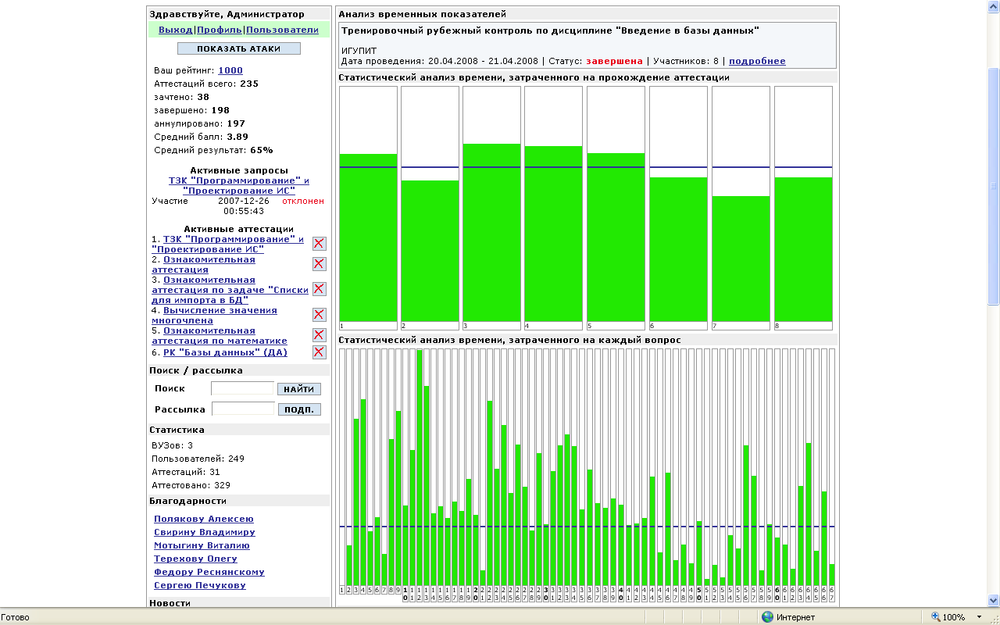 Здравствуйте, Администратор
Выход|Профиль|Пользователи
ПОКАЗАТЬ АТАКИ
Ваш рейтинг: 1000
Аттестаций всего: 235
зачтено: 38
завершено: 198
аннулировано: 197
Средний балл: 3.89
Средний результат: 65%
Активные запросы
ТЗК "Программирование" и
"Проектирование ИС"
Участие 2007-12-26 отклонен
00:55:43
Активные аттестации
1. ТЗК "Программирование" и
"Проектирование ИС"
2. Ознакомительная
аттестация
3. Ознакомительная
аттестация по задаче "Списки
для импорта в БД"
4. Вычисление значения
многочлена
5. Ознакомительная
аттестация по математике
6. РК "Базы данных" (ДА)
Поиск / рассылка
Поиск НАЙТИ
Рассылка ПОДП.
Статистика
ВУЗов: 3
Пользователей: 249
Аттестаций: 31
Аттестовано: 329
Благодарности
Полякову Алексею
Свирину Владимиру
Мотыгину Виталию
Терехову Олегу
Федору Реснянскому
Сергею Печукову
Новости
Анализ временных показателей
Тренировочный рубежный контроль по дисциплине "Введение в базы данных"
ИГУПИТ
Дата проведения: 20.04.2008 - 21.04.2008 | Статус: завершена | Участников: 8 | подробнее
Статистический анализ времени, затраченного на прохождение аттестации
1 2 3 4 5 6 7 8
Статистический анализ времени, затраченного на каждый вопрос
1 2 3 4 5 6 7 8 9 10 11 12 13 14 15 16 17 18 19 20 21 22 23 24 25 26 27 28 29 30 31 32 33 34 35 36 37 38 39 40 41 42 43 44 45 46 47 48 49 50 51 52 53 54 55 56 57 58 59 60 61 62 63 64 65 66 67
Готово
Интернет
100%